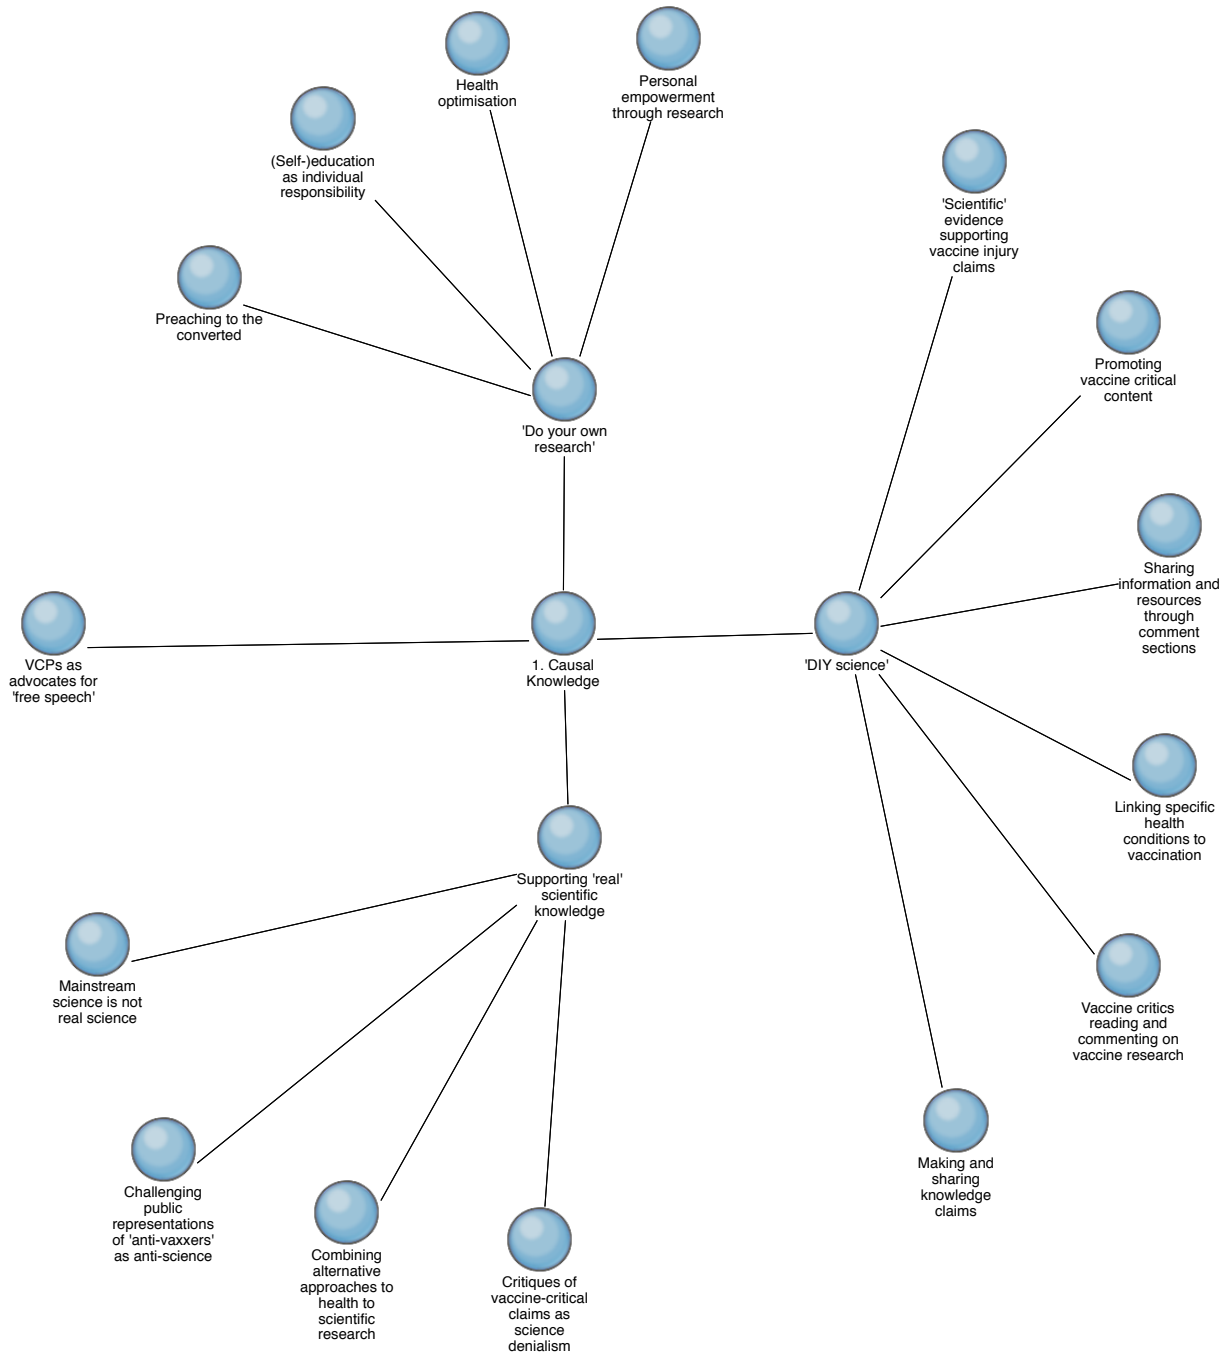 Health
optimisation
Personal
empowerment
through research
(Self-)education
as individual
responsibility
'Scientific'
evidence
supporting
vaccine injury
claims
Preaching to the
converted
Promoting
vaccine critical
content
'Do your own
research'
Sharing
information and
resources
through
comment
sections
VCPs as
advocates for
'free speech'
1. Causal
Knowledge
'DIY science'
Linking specific
health
conditions to
vaccination
Supporting 'real'
scientific
knowledge
Mainstream
science is not
real science
Vaccine critics
reading and
commenting on
vaccine research
Challenging
public
representations
of 'anti-vaxxers'
as anti-science
Making and
sharing
knowledge
claims
Combining
alternative
approaches to
health to
scientific
research
Critiques of
vaccine-critical
claims as
science
denialism